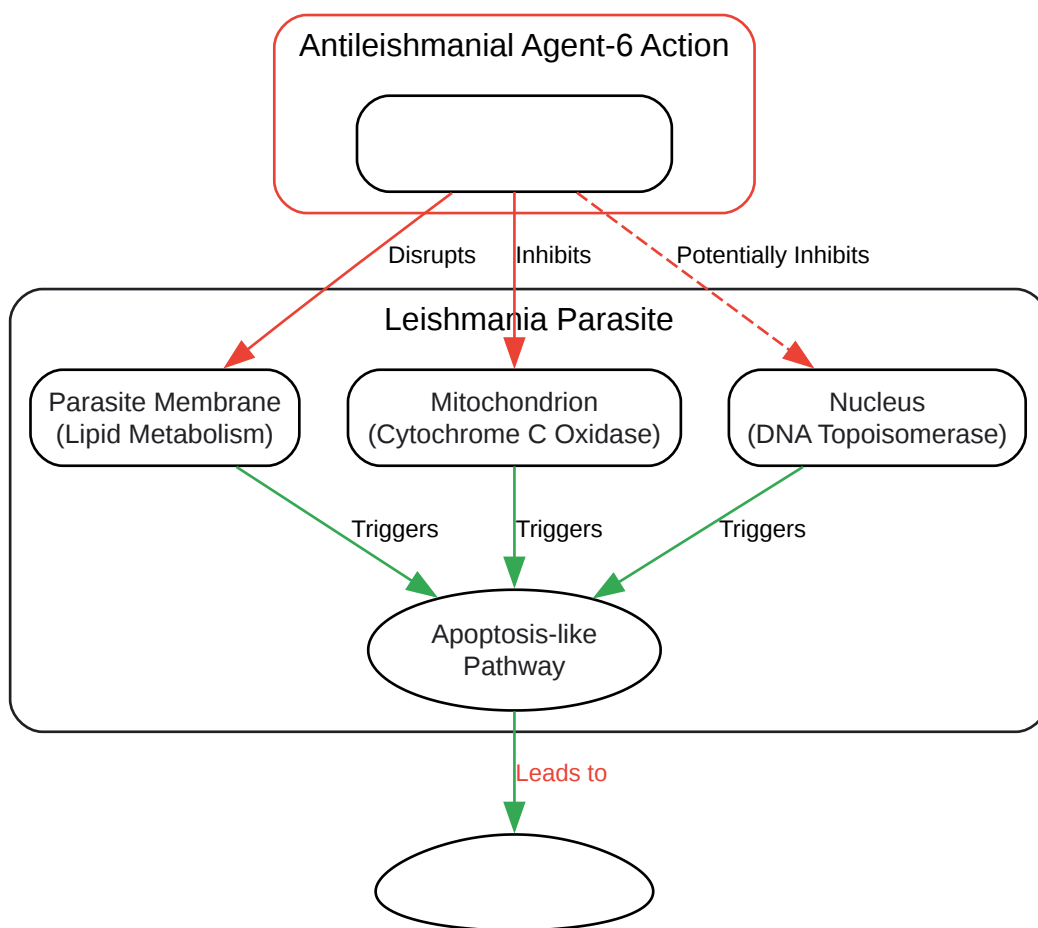 Antileishmanial Agent-6 Action
Disrupts
Inhibits
Potentially Inhibits
Leishmania Parasite
Parasite Membrane
(Lipid Metabolism)
Mitochondrion
(Cytochrome C Oxidase)
Nucleus
(DNA Topoisomerase)
Triggers
Triggers
Triggers
Apoptosis-like
Pathway
Leads to